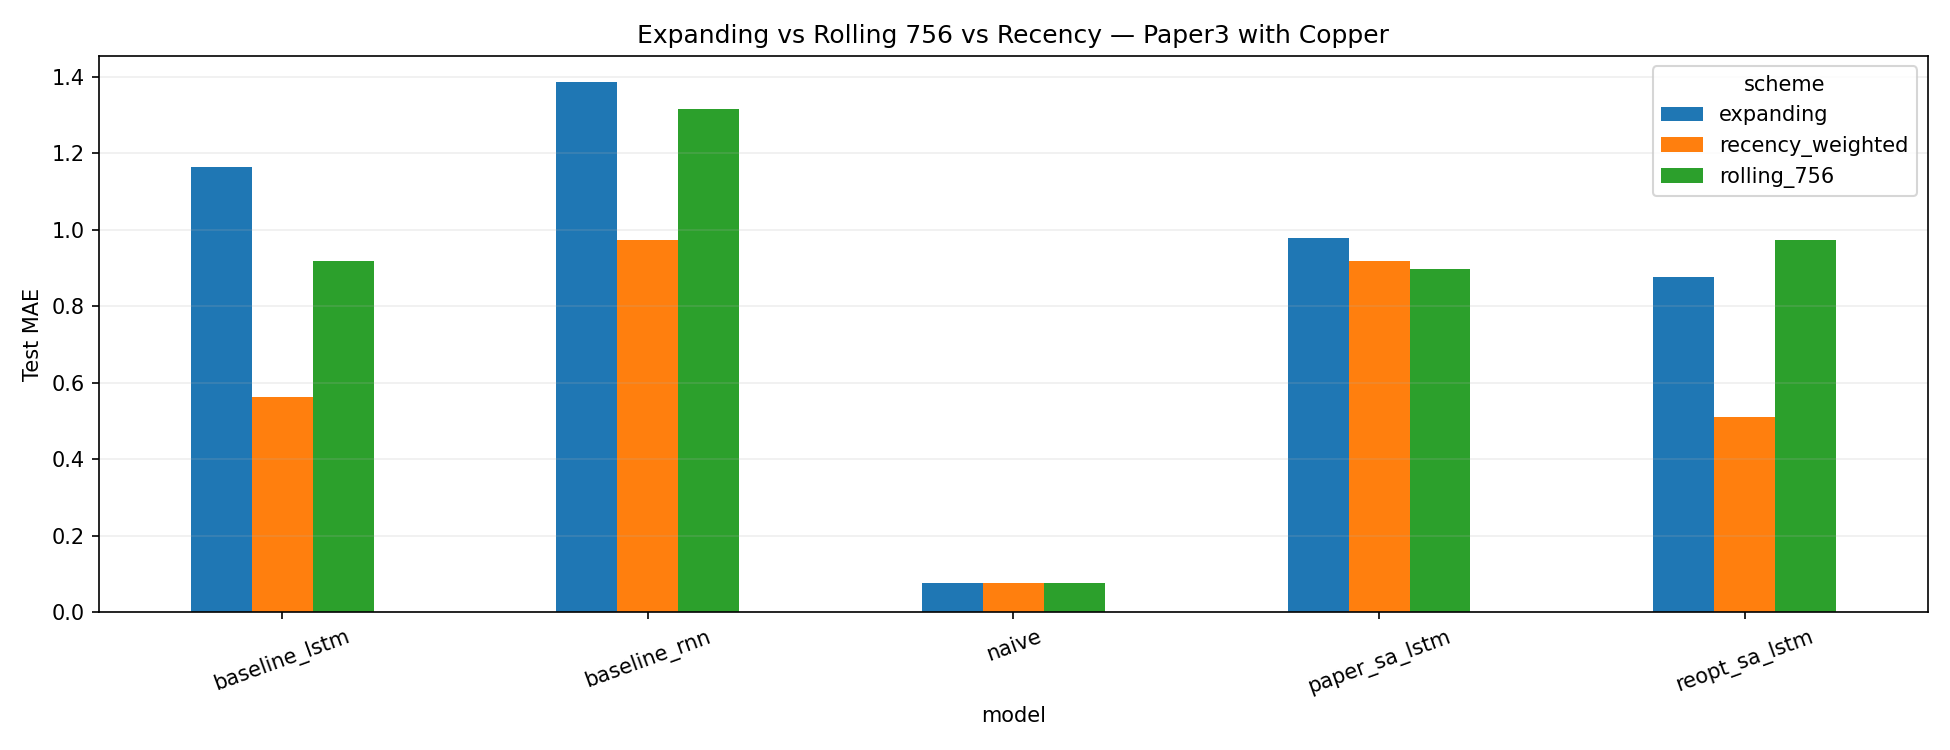 Expanding vs Rolling 756 vs Recency — Paper3 with Copper
scheme
expanding
recency_weighted
rolling_756
Test MAE
1.4
1.2
1.0
0.8
0.6
0.4
0.2
0.0
baseline_lstm
baseline_rnn
naive
paper_sa_lstm
reopt_sa_lstm
model